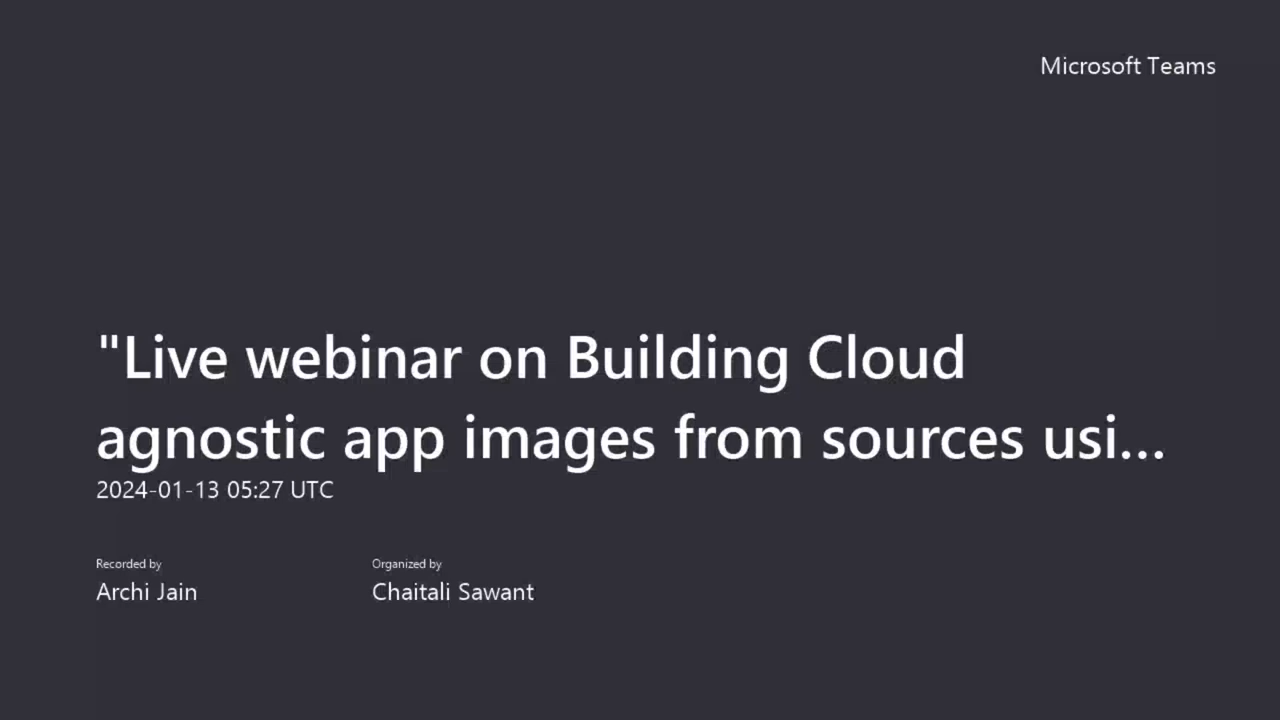 Microsoft Teams
"Live webinar on Building Cloud
agnostic app images from sources usi...
2024-01-13 05:27 UTC
Recorded by
Organized by
Archi Jain
Chaitali Sawant